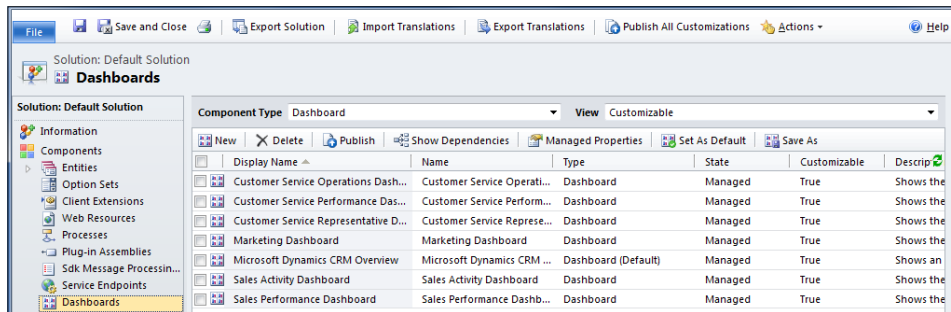 File Save and Close Export Solution Import Translations Export Translations Publish All Customizations Actions Help
Solution: Default Solution
Dashboards
Solution: Default Solution
Information
Components
Entities
Option Sets
Client Extensions
Web Resources
Processes
Plug-in Assemblies
Sdk Message Processin...
Service Endpoints
Dashboards
Component Type Dashboard View Customizable
New Delete Publish Show Dependencies Managed Properties Set As Default Save As
Display Name Name Type State Customizable Descrip
Customer Service Operations Dash... Customer Service Operati... Dashboard Managed True Shows the
Customer Service Performance Das... Customer Service Perform... Dashboard Managed True Shows the
Customer Service Representative D... Customer Service Represe... Dashboard Managed True Shows the
Marketing Dashboard Marketing Dashboard Dashboard Managed True Shows the
Microsoft Dynamics CRM Overview Microsoft Dynamics CRM ... Dashboard (Default) Managed True Shows an
Sales Activity Dashboard Sales Activity Dashboard Dashboard Managed True Shows the
Sales Performance Dashboard Sales Performance Dashb... Dashboard Managed True Shows the